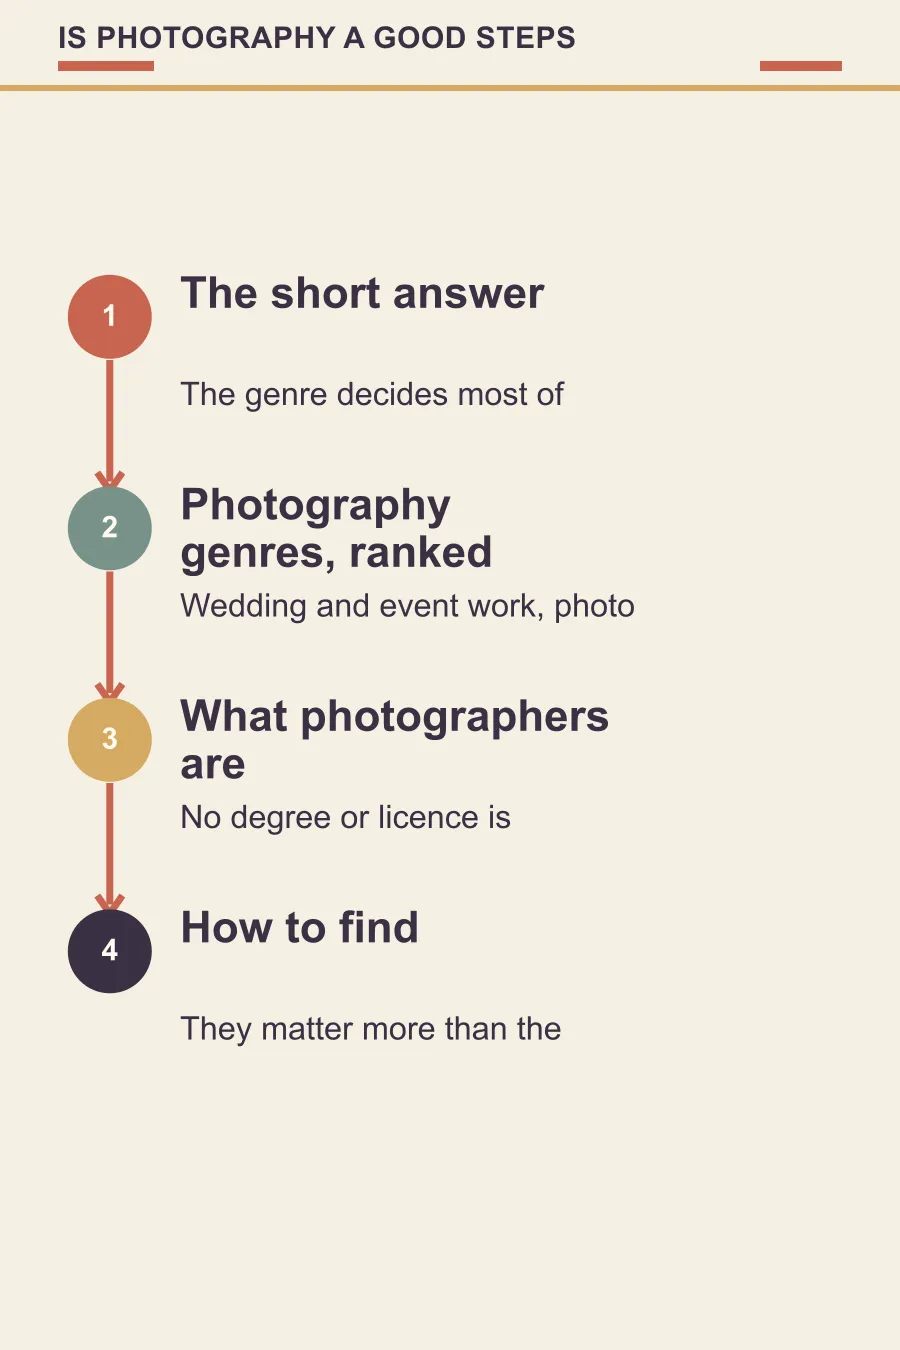 IS PHOTOGRAPHY A GOOD STEPS
1
The short answer
The genre decides most of
2
Photography
genres, ranked
Wedding and event work, photo
3
What photographers
are
No degree or licence is
4
How to find
They matter more than the